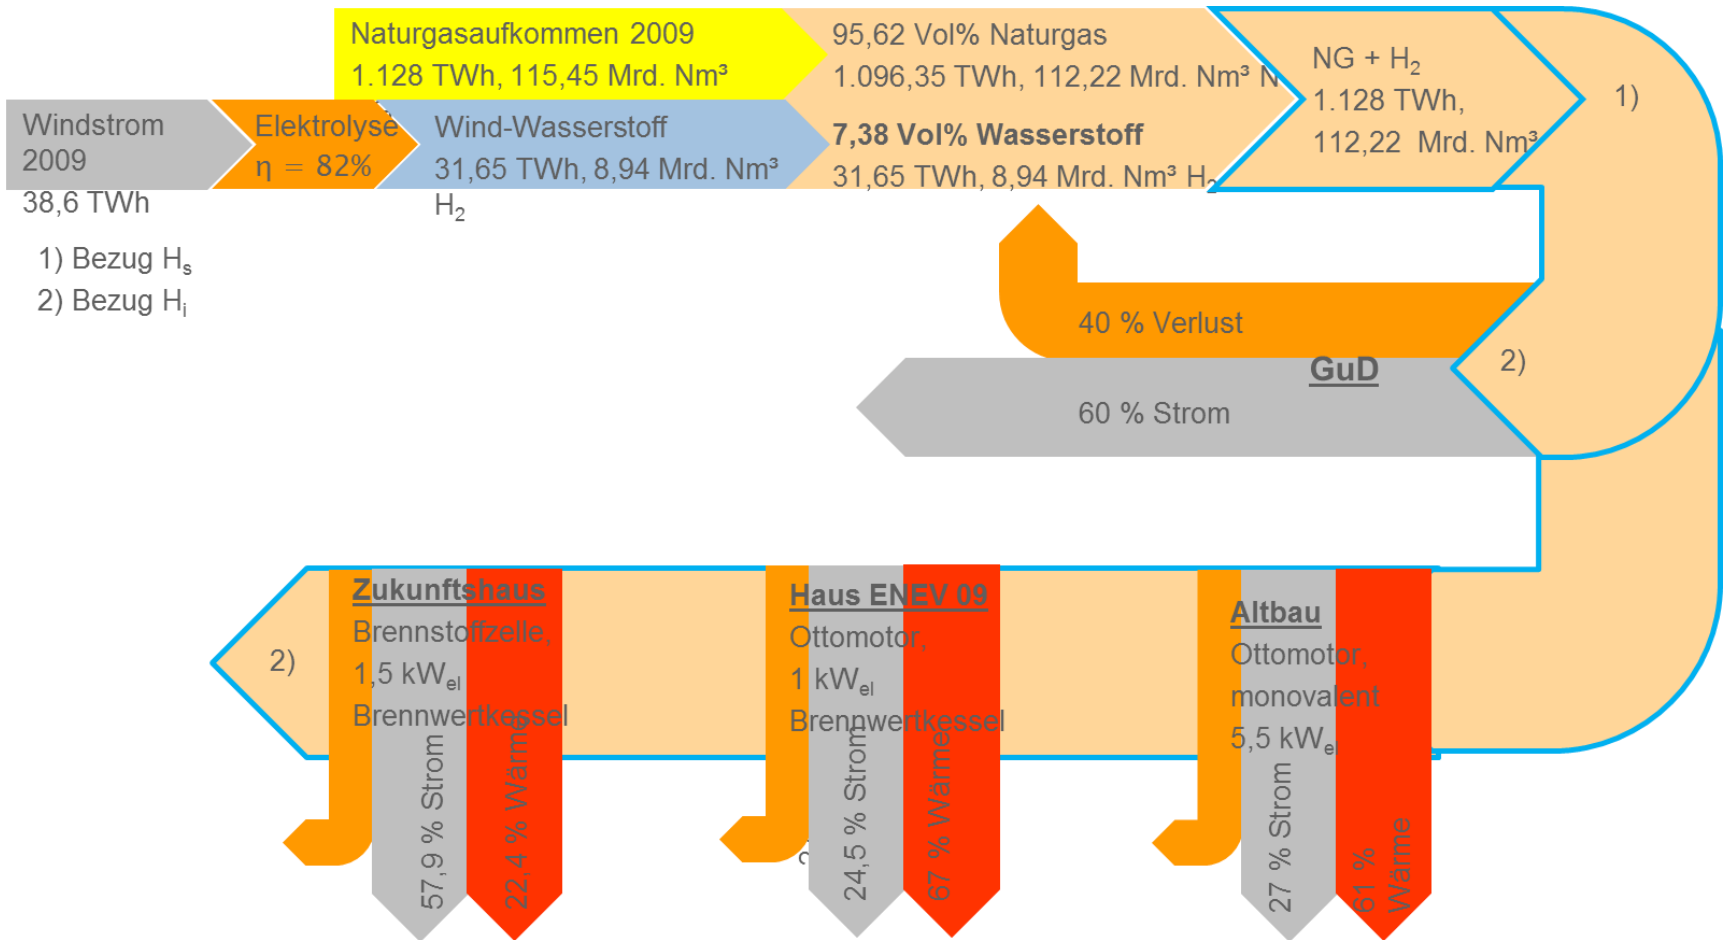 Naturgasaufkommen 2009
1.128 TWh, 115,45 Mrd. Nm³
95,62 Vol% Naturgas
1.096,35 TWh, 112,22 Mrd. Nm³ N
NG + H₂
1.128 TWh,
112,22 Mrd. Nm³
1)
Windstrom
2009
38,6 TWh
Elektrolyse
η = 82%
Wind-Wasserstoff
31,65 TWh, 8,94 Mrd. Nm³
H₂
7,38 Vol% Wasserstoff
31,65 TWh, 8,94 Mrd. Nm³ H₂
1) Bezug Hₛ
2) Bezug Hᵢ
40 % Verlust
GuD
2)
60 % Strom
2)
Zukunftshaus
Brennstoffzelle,
1,5 kWₑₗ
Brennwertkessel
57,9 % Strom
22,4 % Wärme
Haus ENEV 09
Ottomotor,
1 kWₑₗ
Brennwertkessel
24,5 % Strom
67 % Wärme
Altbau
Ottomotor,
monovalent
5,5 kWₑₗ
27 % Strom
61 %
Wärme